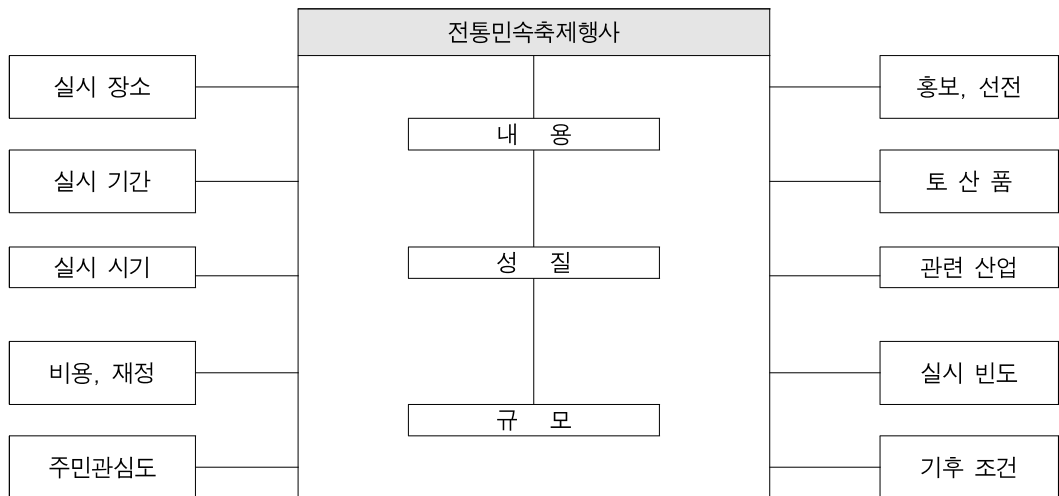 전통민속축제행사
실시 장소
실시 기간
실시 시기
비용, 재정
주민관심도
내 용
성 질
규 모
홍보, 선전
토 산 품
관련 산업
실시 빈도
기후 조건